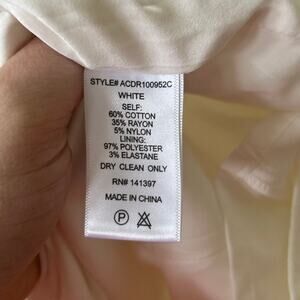 STYLE# ACDR100952C
WHITE
SELF:
60% COTTON
35% RAYON
5% NYLON
LINING:
97% POLYESTER
3% ELASTANE
DRY CLEAN ONLY
RN# 141397
MADE IN CHINA
P